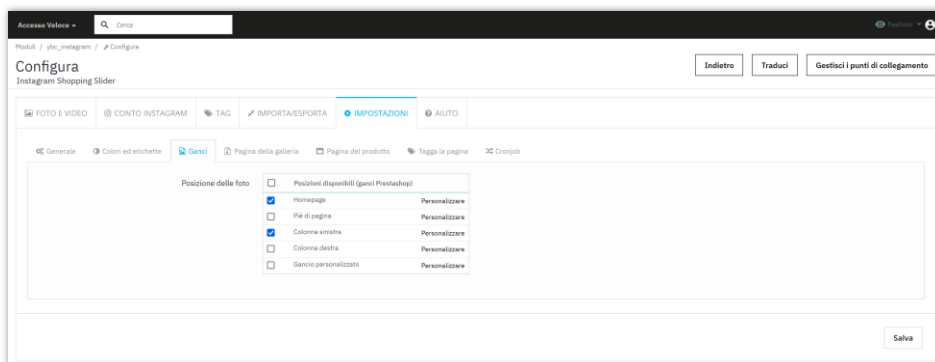 Accesso Veloce
Cerca
Fashion
Moduli / ybc_instagram / Configura
Configura
Instagram Shopping Slider
Indietro
Traduci
Gestisci i punti di collegamento
FOTO E VIDEO
CONTO INSTAGRAM
TAG
IMPORTA/ESPORTA
IMPOSTAZIONI
AIUTO
Generale
Colori ed etichette
Ganci
Pagina della galleria
Pagina del prodotto
Tagga la pagina
Cronjob
Posizione delle foto
Posizioni disponibili (ganci Prestashop)
Homepage Personalizzare
Piè di pagina Personalizzare
Colonna sinistra Personalizzare
Colonna destra Personalizzare
Gancio personalizzato Personalizzare
Salva